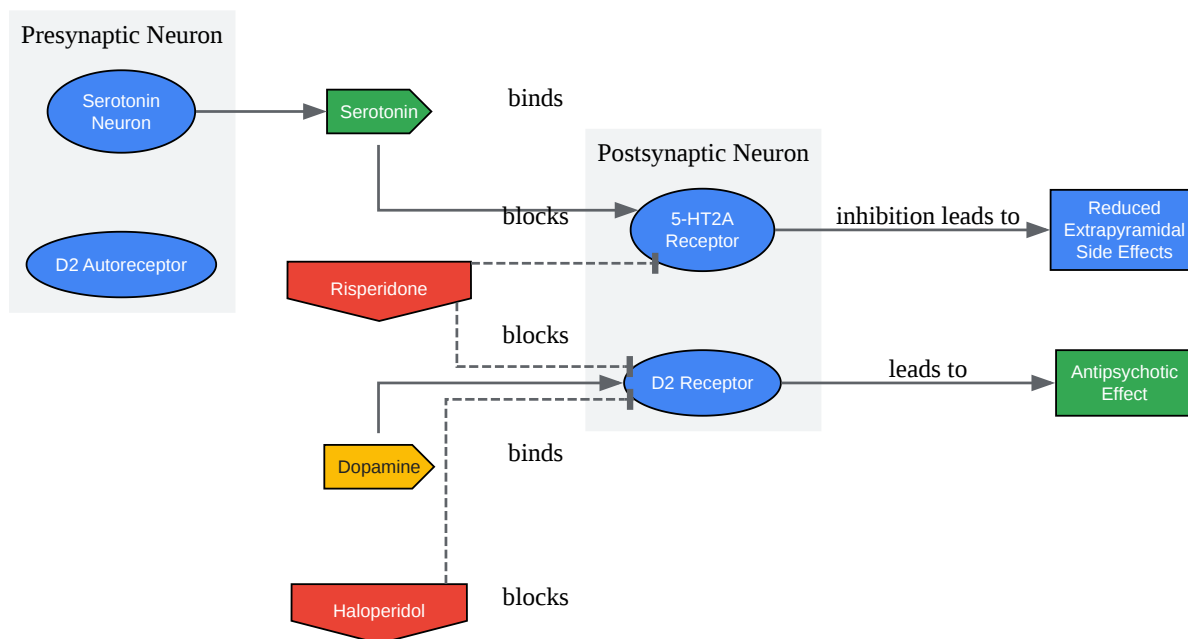 Presynaptic Neuron
Serotonin
Neuron
Serotonin
binds
Postsynaptic Neuron
blocks
5-HT2A
Receptor
inhibition leads to
Reduced
Extrapyramidal
Side Effects
D2 Autoreceptor
Risperidone
blocks
D2 Receptor
leads to
Antipsychotic
Effect
Dopamine
binds
Haloperidol
blocks